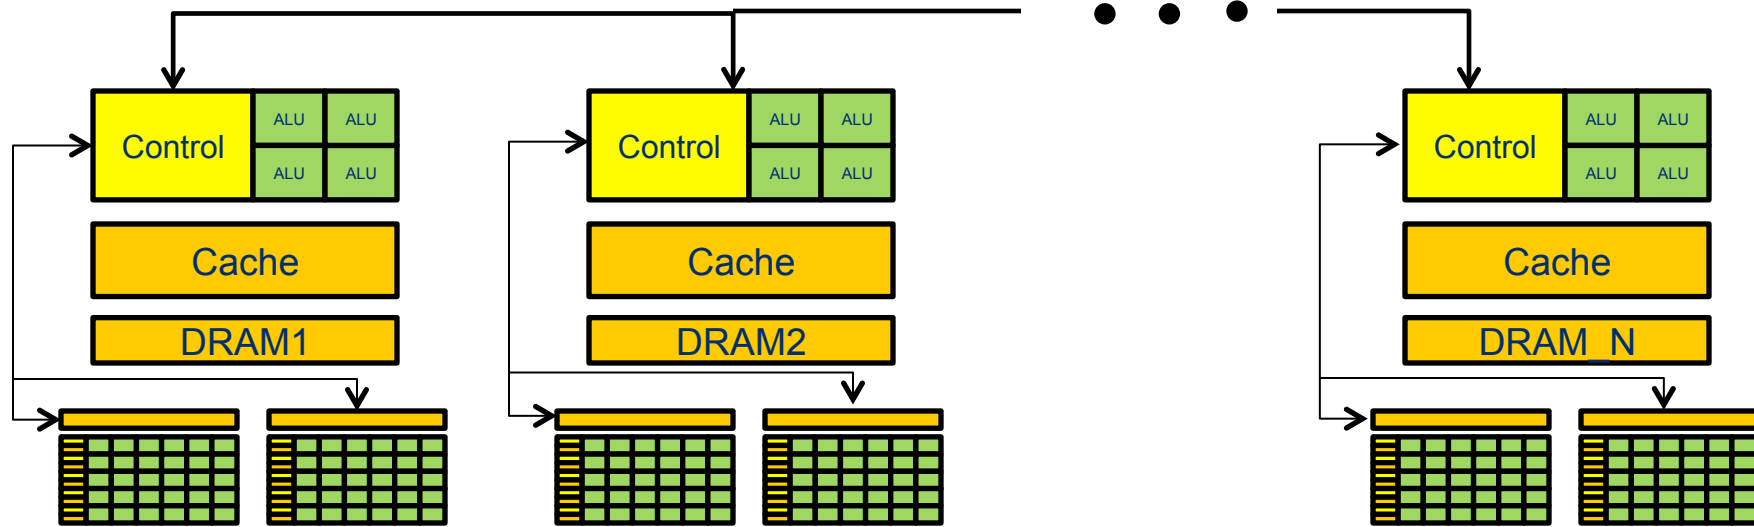 Control ALU ALU
ALU ALU
Cache
DRAM1
Control ALU ALU
ALU ALU
Cache
DRAM2
Control ALU ALU
ALU ALU
Cache
DRAM_N